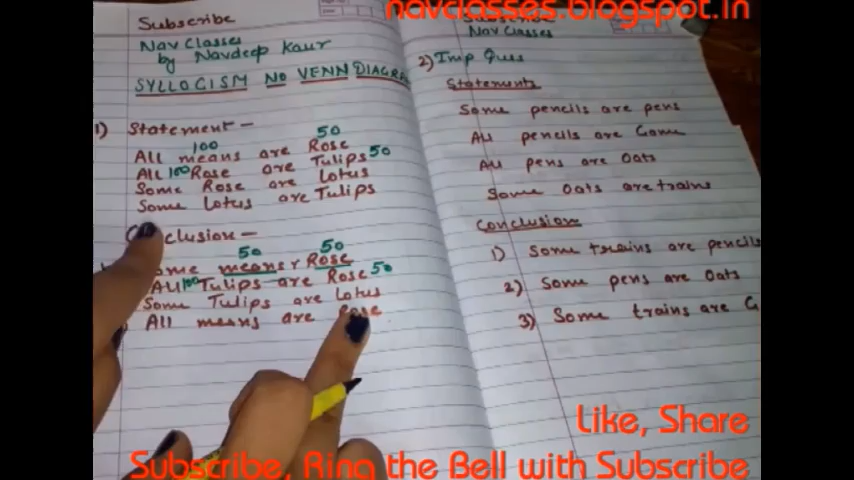 navclasses.blogspot.in
Subscribe
Nav Classes
by Navdeep Kaur
SYLLOGISM NO VENN DIAGRA
1) Statement -
100 50
All means are Rose
All 100 Rose are Tulips 50
Some Rose are Lotus
Some Lotus are Tulips
clusion -
50 50
ome means r Rose
All 100 Tulips are Rose 50
Some Tulips are Lotus
All means are Rose
Nav Classes
2) Imp Ques
Statements
Some pencils are pens
All pencils are Game
All pens are Oats
Some Oats are trains
Conclusion
1) Some trains are pencils
2) Some pens are Oats
3) Some trains are G
Like, Share
Subscribe, Ring the Bell with Subscribe